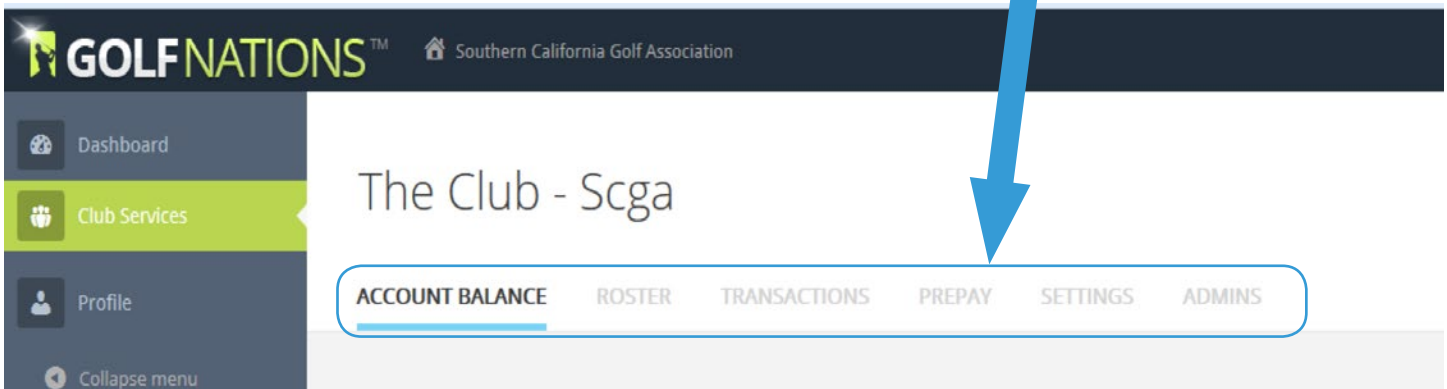 GOLFNATIONS™ Southern California Golf Association
Dashboard
Club Services
Profile
Collapse menu
The Club - Scga
ACCOUNT BALANCE ROSTER TRANSACTIONS PREPAY SETTINGS ADMINS